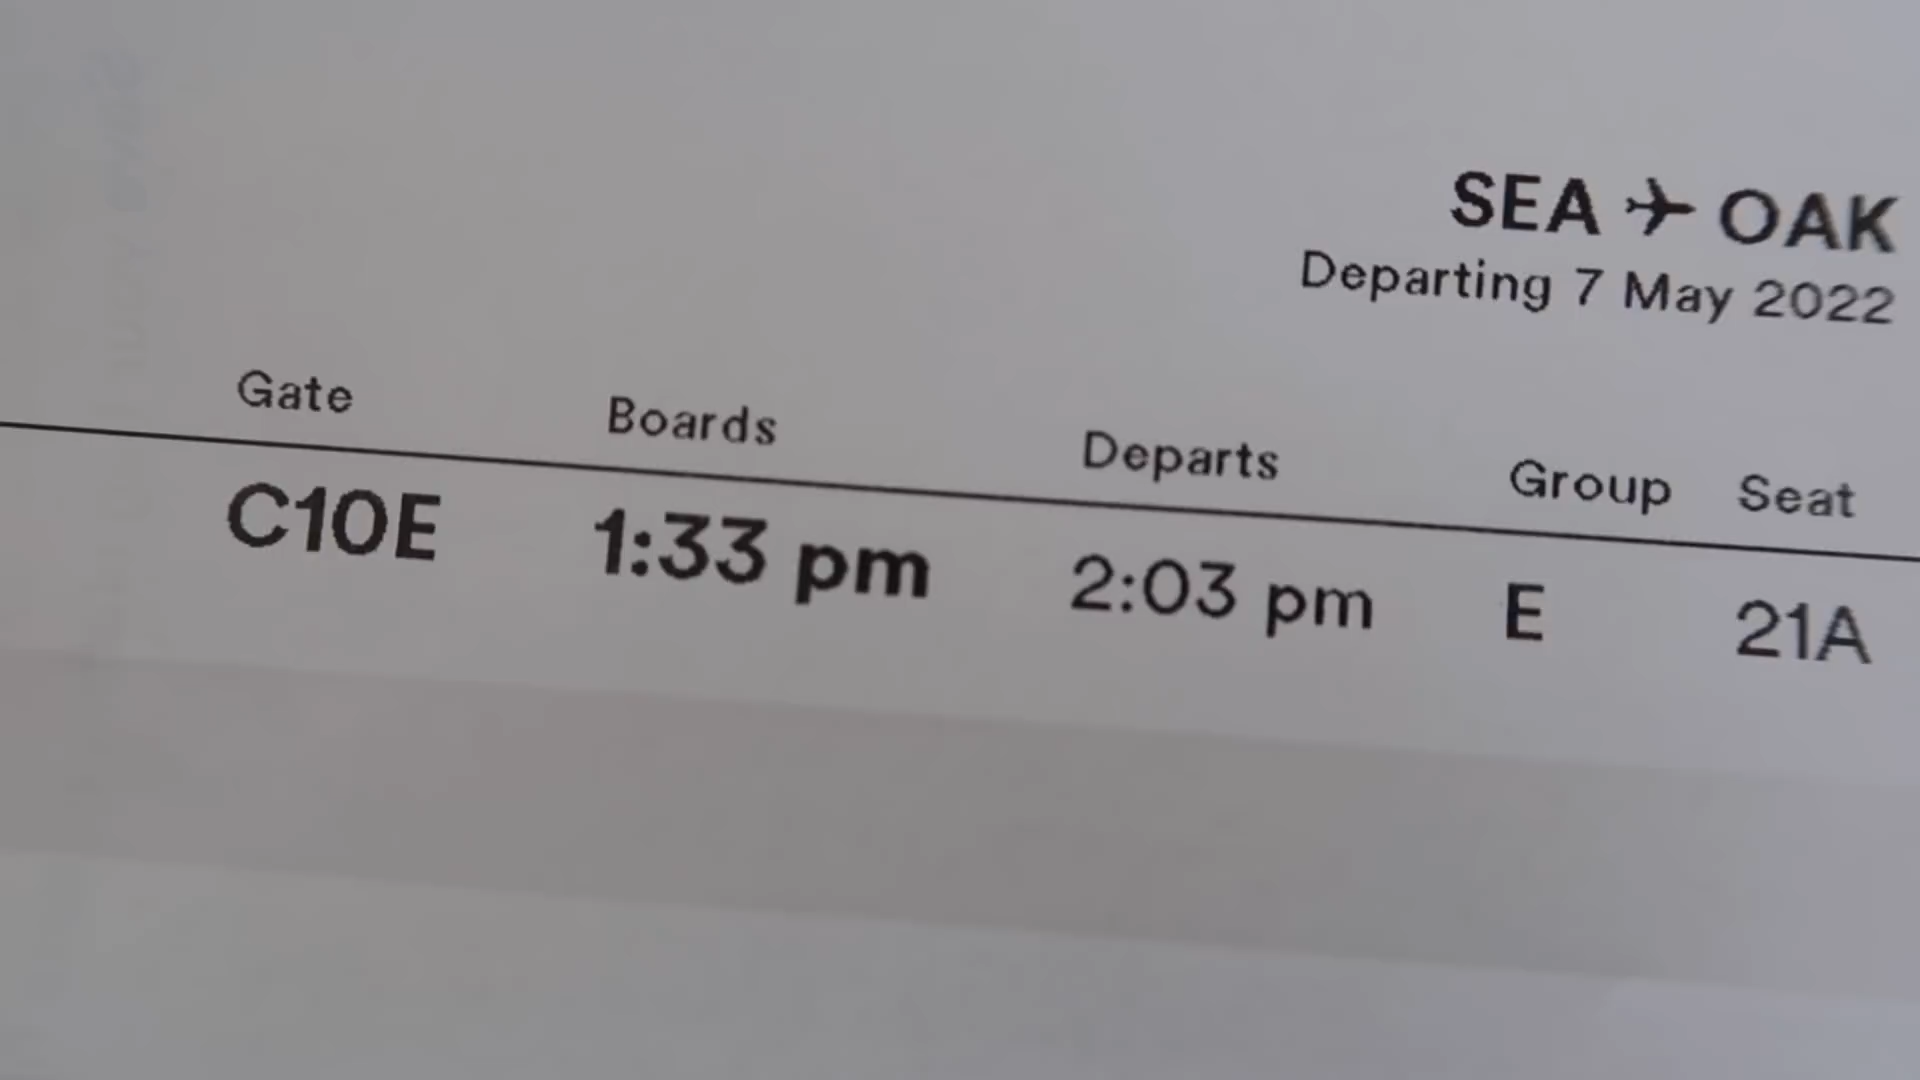 SEA ✈ OAK
Departing 7 May 2022
Gate Boards Departs Group Seat
C10E 1:33 pm 2:03 pm E 21A